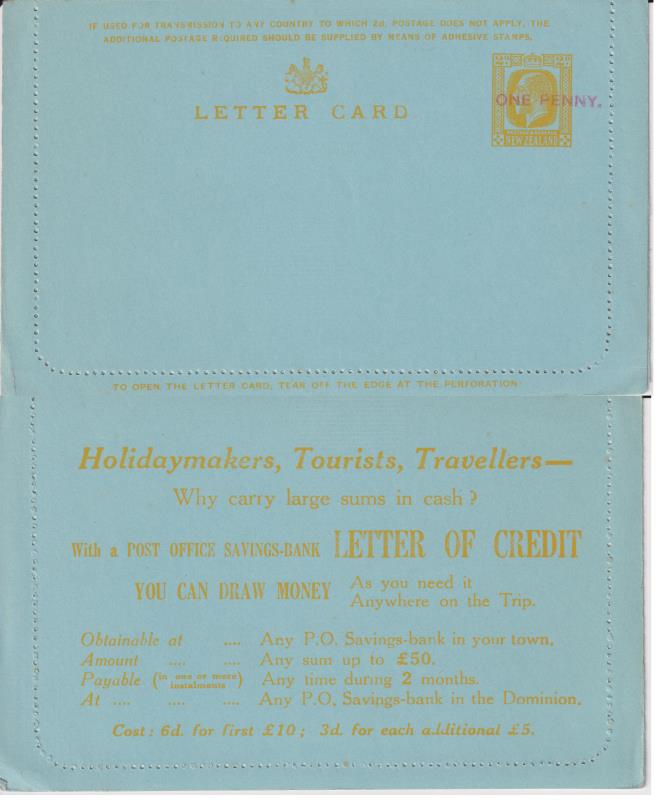 IF USED FOR TRANSMISSION TO ANY COUNTRY TO WHICH 2d. POSTAGE DOES NOT APPLY, THE
ADDITIONAL POSTAGE REQUIRED SHOULD BE SUPPLIED BY MEANS OF ADHESIVE STAMPS.
LETTER CARD
2D 2D
ONE PENNY.
POSTAGE & REVENUE
NEW ZEALAND
TO OPEN THE LETTER CARD, TEAR OFF THE EDGE AT THE PERFORATION
Holidaymakers, Tourists, Travellers—
Why carry large sums in cash?
With a POST OFFICE SAVINGS-BANK LETTER OF CREDIT
YOU CAN DRAW MONEY As you need it
Anywhere on the Trip.
Obtainable at .... Any P.O. Savings-bank in your town.
Amount .... .... Any sum up to £50.
Payable (in one or more instalments) Any time during 2 months.
At .... .... .... Any P.O. Savings-bank in the Dominion.
Cost: 6d. for first £10; 3d. for each additional £5.